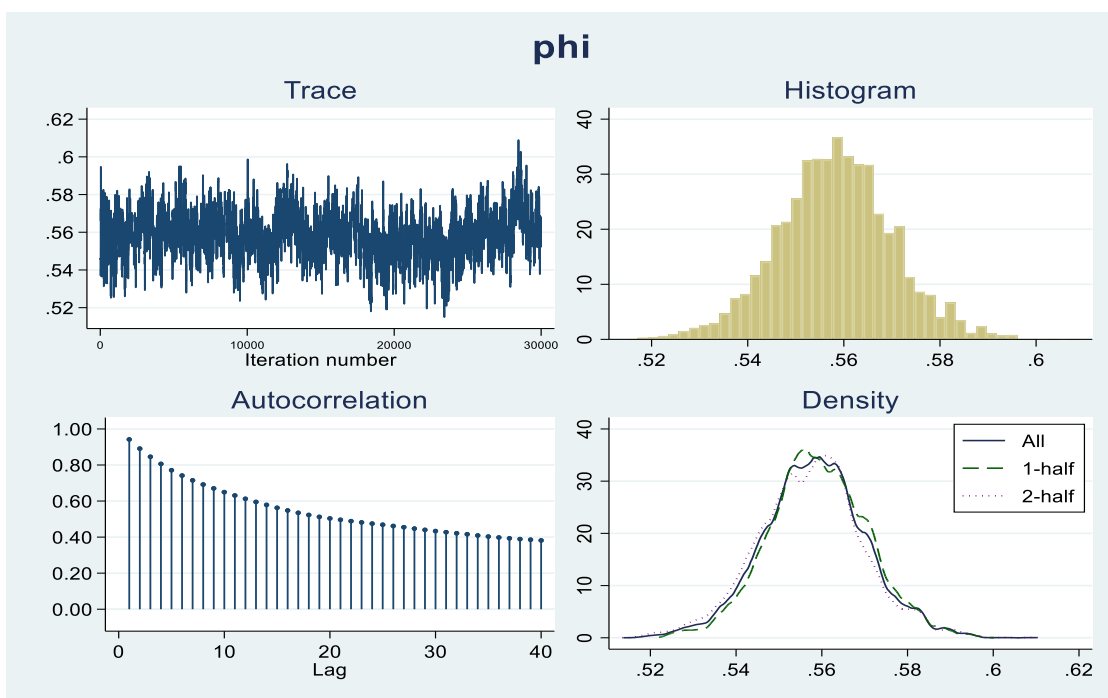 phi
Trace
.62
.6
.58
.56
.54
.52
0 10000 20000 30000
Iteration number
Histogram
40
30
20
10
0
.52 .54 .56 .58 .6
Autocorrelation
1.00
0.80
0.60
0.40
0.20
0.00
0 10 20 30 40
Lag
Density
40
30
20
10
0
All
1-half
2-half
.52 .54 .56 .58 .6 .62